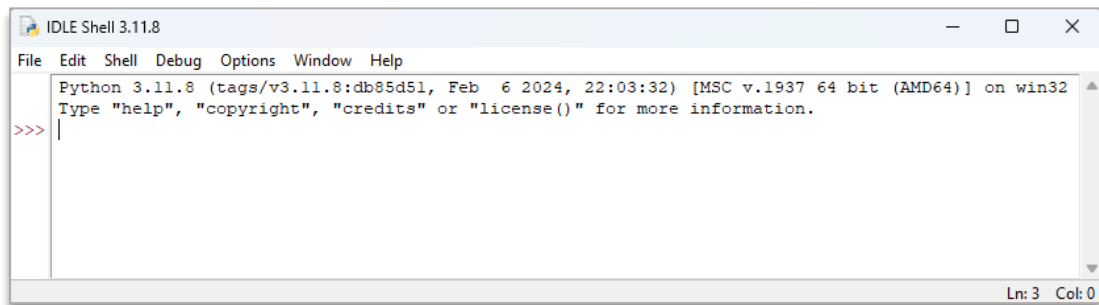 IDLE Shell 3.11.8
File Edit Shell Debug Options Window Help
Python 3.11.8 (tags/v3.11.8:db85d51, Feb  6 2024, 22:03:32) [MSC v.1937 64 bit (AMD64)] on win32
Type "help", "copyright", "credits" or "license()" for more information.
>>>
Ln: 3 Col: 0